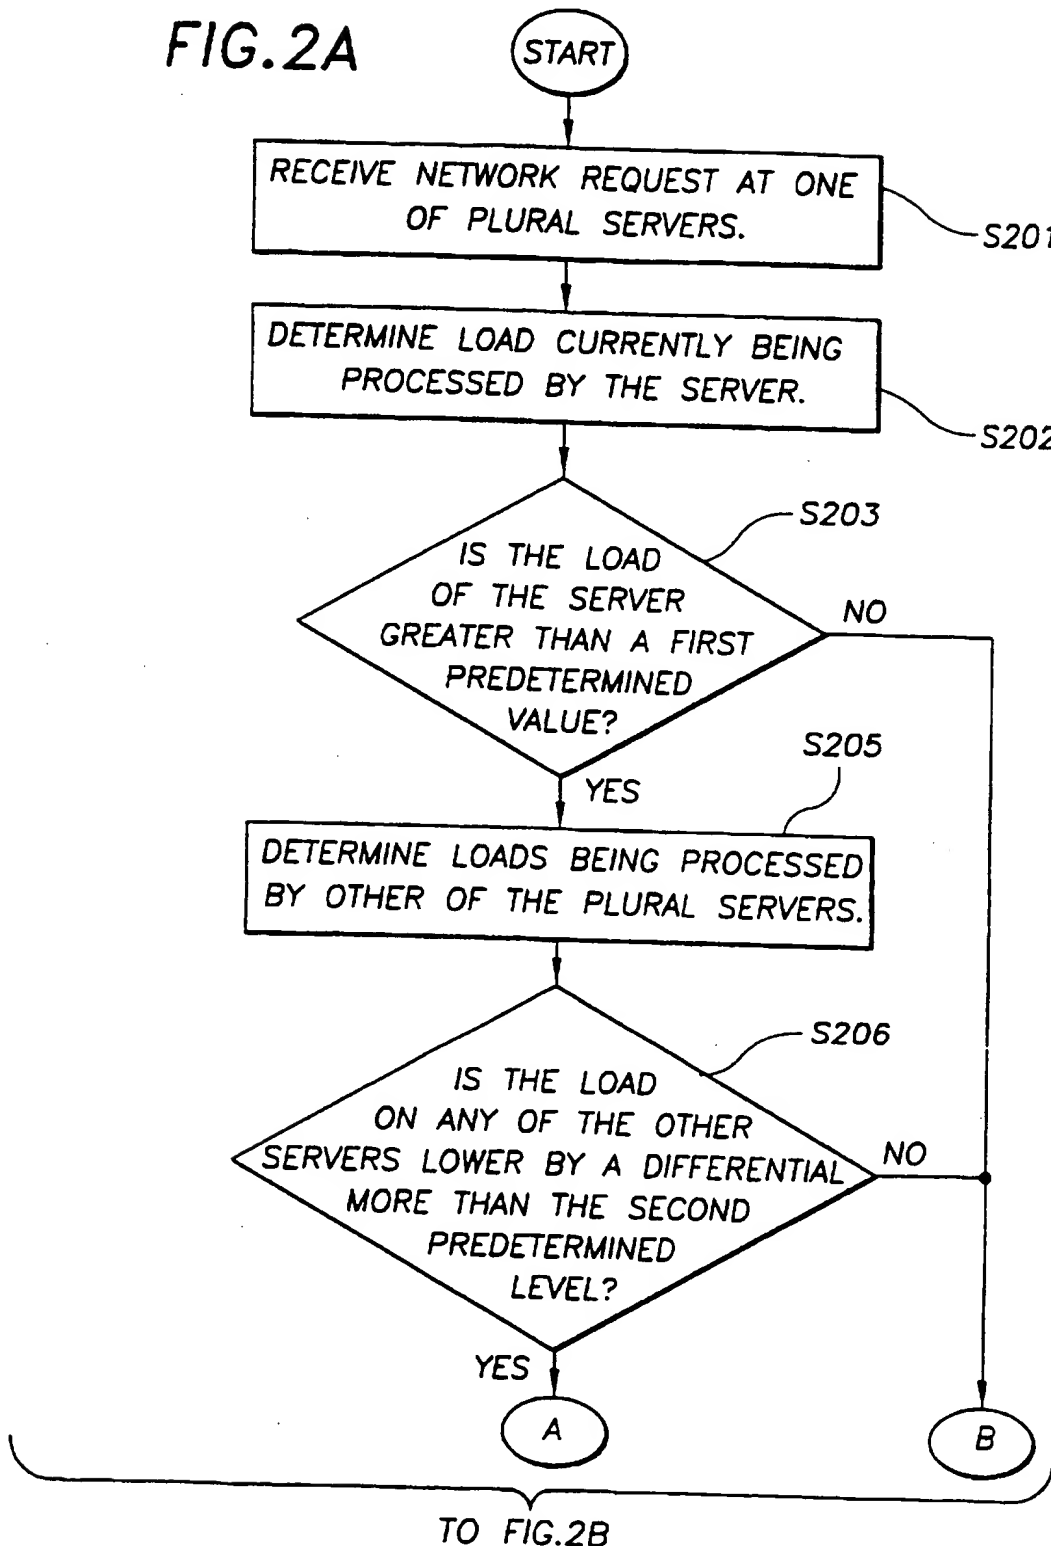 FIG.2A
START
RECEIVE NETWORK REQUEST AT ONE
OF PLURAL SERVERS.
S201
DETERMINE LOAD CURRENTLY BEING
PROCESSED BY THE SERVER.
S202
S203
IS THE LOAD
OF THE SERVER
GREATER THAN A FIRST
PREDETERMINED
VALUE?
NO
YES
S205
DETERMINE LOADS BEING PROCESSED
BY OTHER OF THE PLURAL SERVERS.
S206
IS THE LOAD
ON ANY OF THE OTHER
SERVERS LOWER BY A DIFFERENTIAL
MORE THAN THE SECOND
PREDETERMINED
LEVEL?
NO
YES
A
B
TO FIG.2B